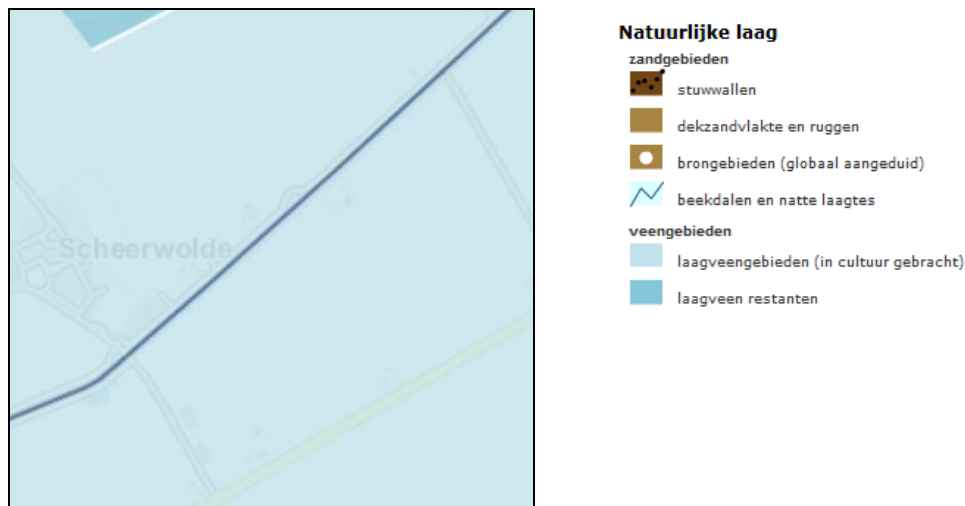 Scheerwolde
Natuurlijke laag
zandgebieden
stuwwallen
dekzandvlakte en ruggen
brongebieden (globaal aangeduid)
beekdalen en natte laagtes
veengebieden
laagveengebieden (in cultuur gebracht)
laagveen restanten